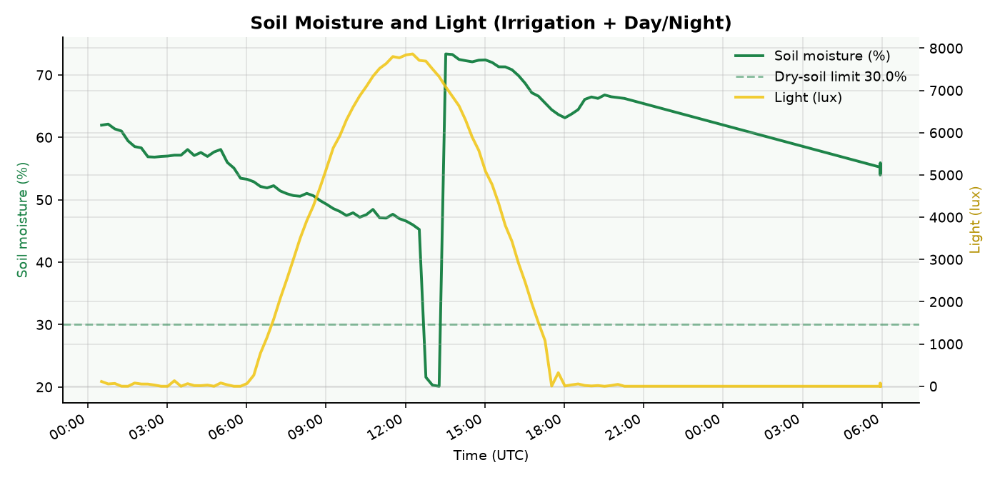 Soil Moisture and Light (Irrigation + Day/Night)
Soil moisture (%)
Dry-soil limit 30.0%
Light (lux)
Soil moisture (%)
70
60
50
40
30
20
8000
7000
6000
5000
4000
3000
2000
1000
0
Light (lux)
00:00 03:00 06:00 09:00 12:00 15:00 18:00 21:00 00:00 03:00 06:00
Time (UTC)